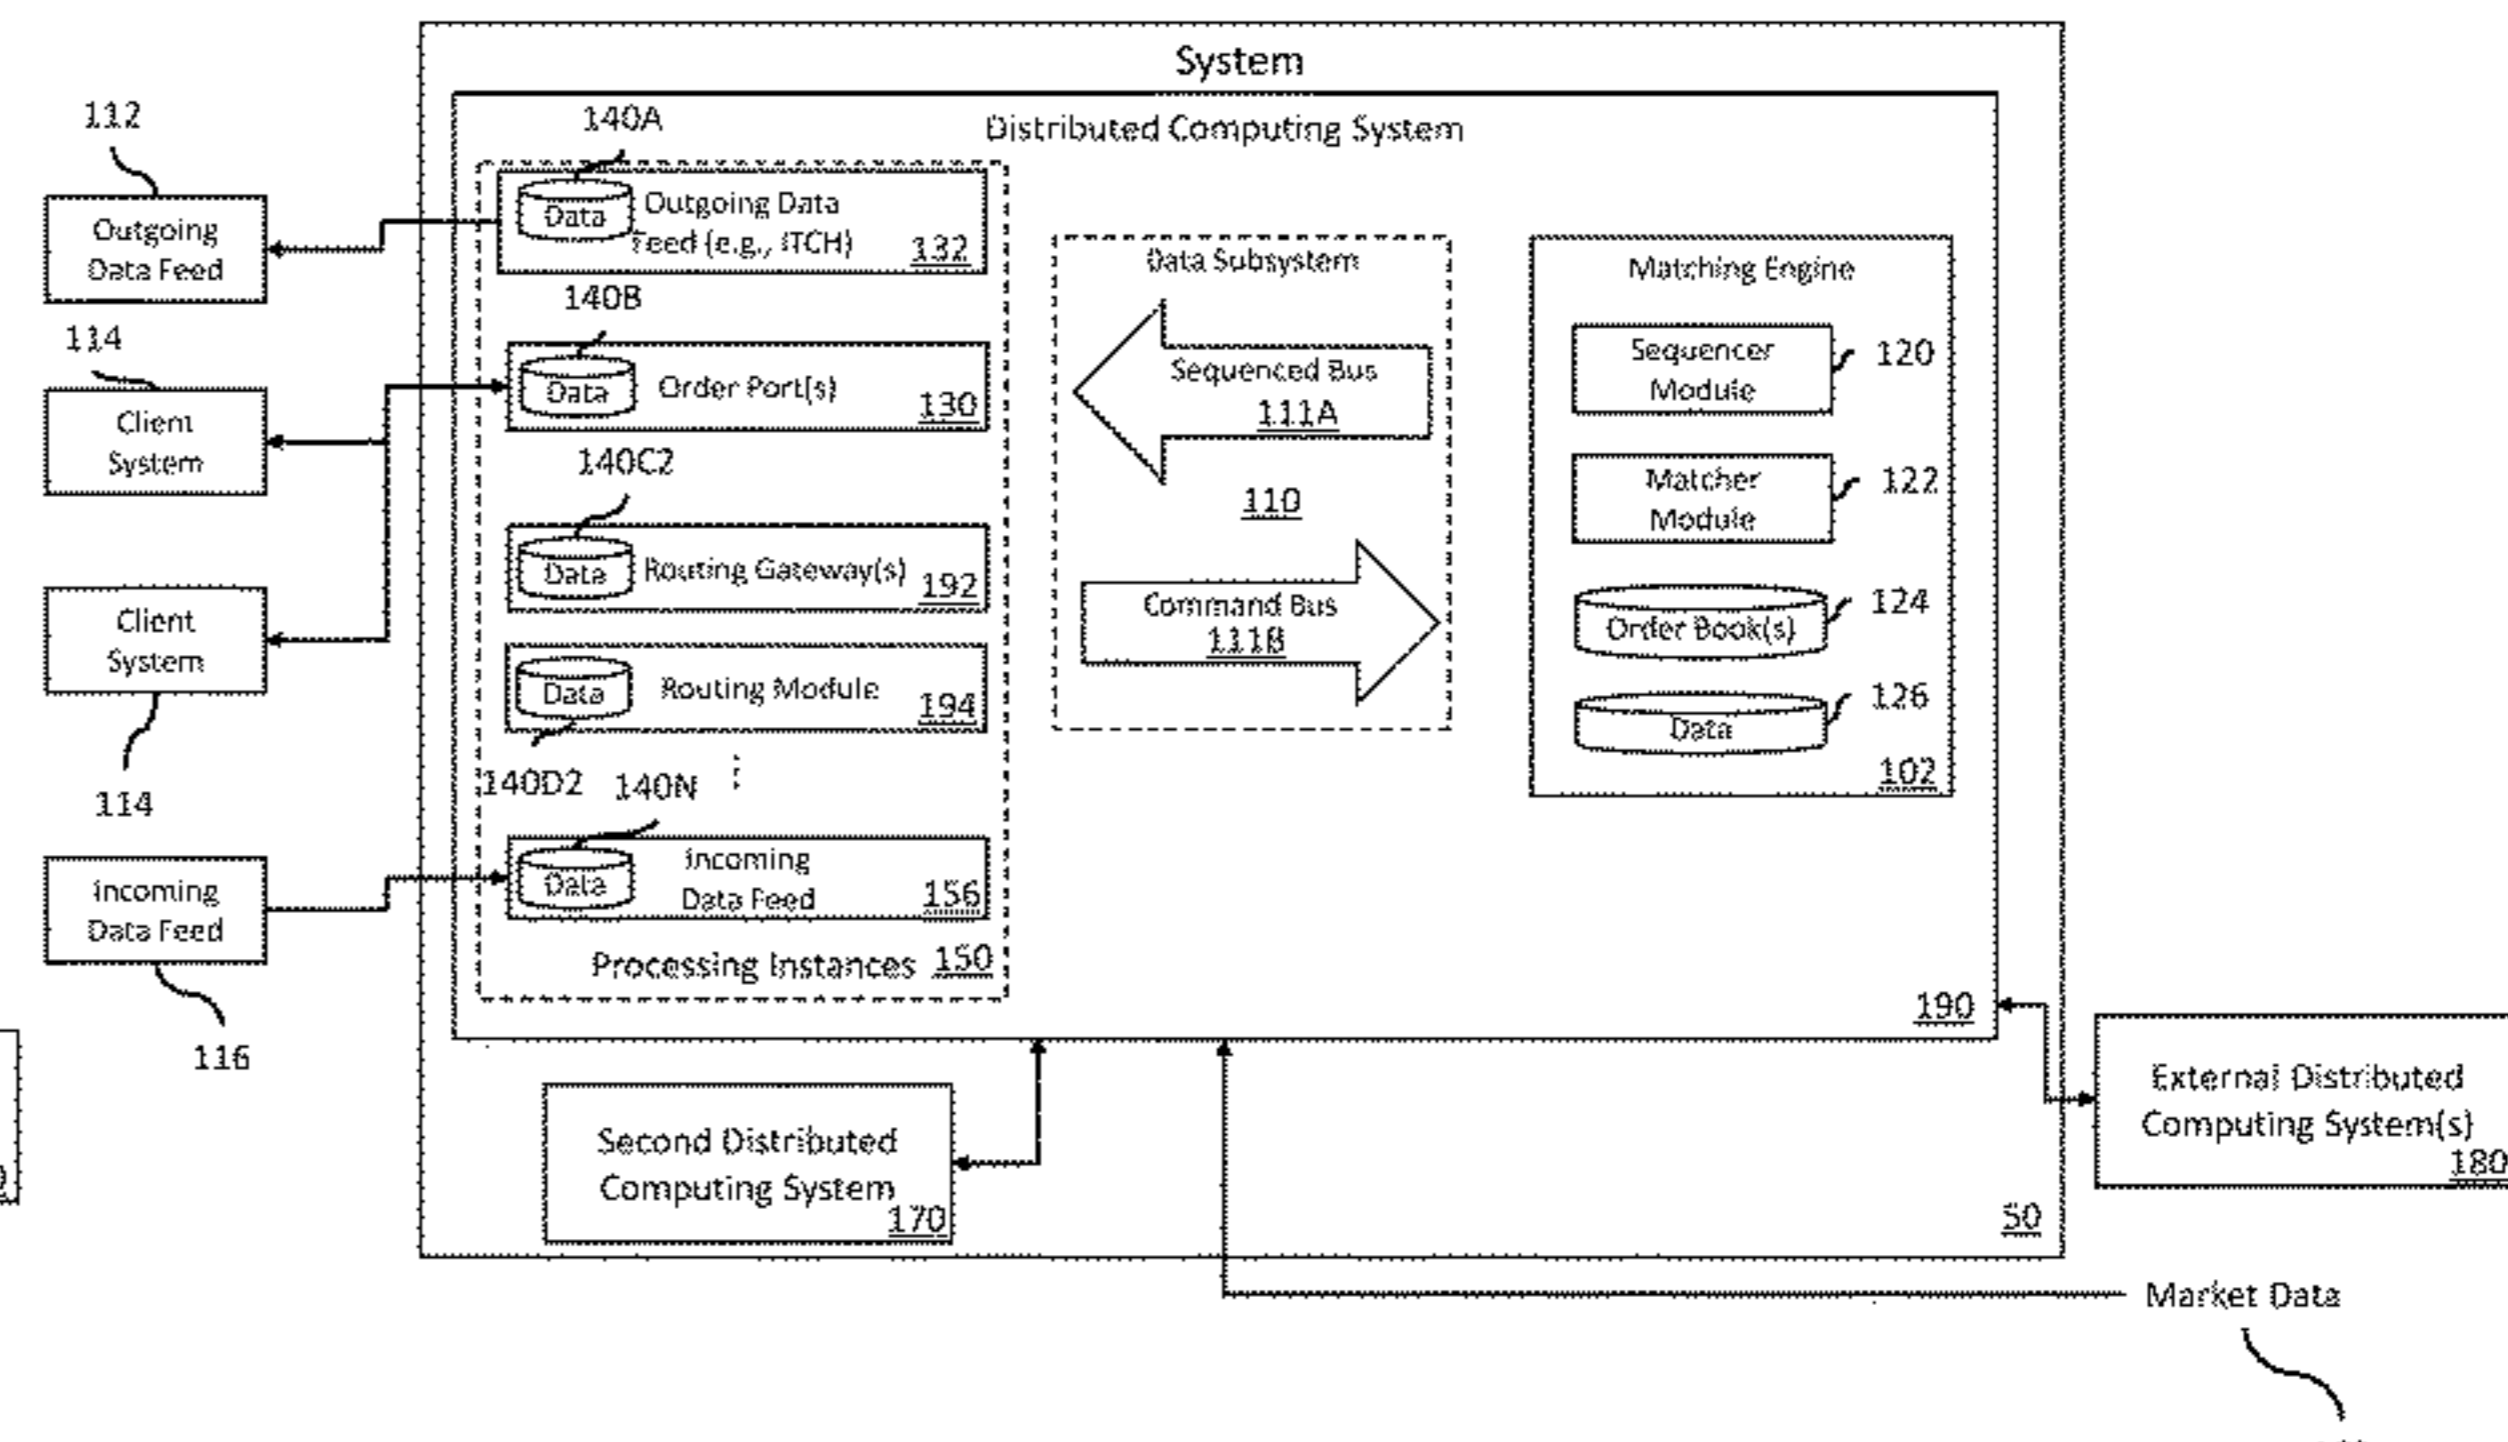 System
Distributed Computing System
112
Outgoing
Data Feed
114
Client
System
Client
System
114
Incoming
Data Feed
116
140A
Data
Outgoing Data
Feed (e.g., ITCH)
132
140B
Data
Order Port(s)
130
140C2
Data
Routing Gateway(s)
192
Data
Routing Module
194
140D2
140N
Data
Incoming
Data Feed
156
Processing Instances 150
Data Subsystem
Sequenced Bus
111A
110
Command Bus
111B
Matching Engine
Sequencer
Module
120
Matcher
Module
122
Order Book(s)
124
Data
126
102
190
Second Distributed
Computing System
170
External Distributed
Computing System(s)
180
50
Market Data